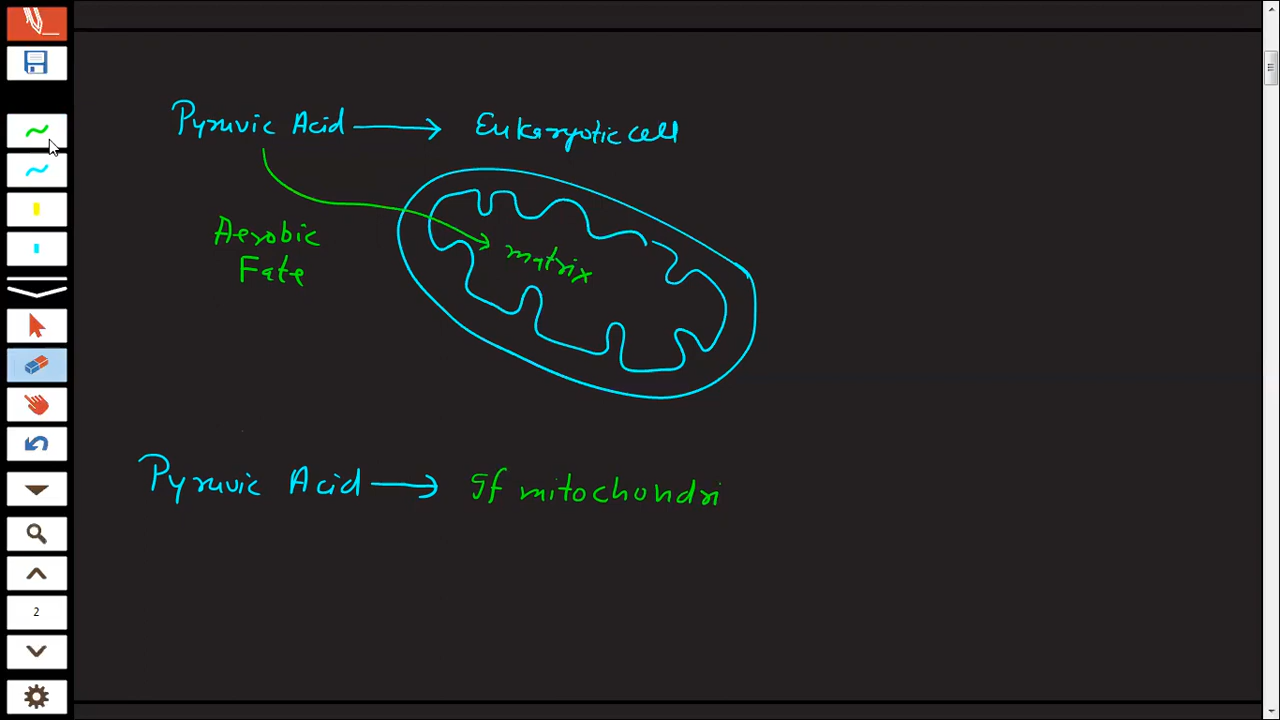 Pyruvic Acid → Eukaryotic cell
Aerobic
Fate
matrix
Pyruvic Acid → If mitochondri
2